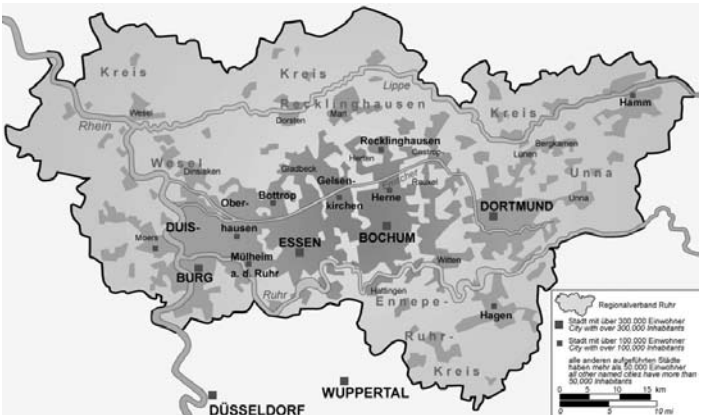 Kreis
Kreis
Lippe
Recklinghausen
Kreis
Hamm
Wesel
Rhein
Dorsten
Marl
Recklinghausen
Bergkamen
Lünen
Wesel
Dinslaken
Gladbeck
Herten
Castrop-
Rauxel
Emscher
Unna
Unna
Bottrop
Gelsen-
kirchen
Herne
Ober-
hausen
DORTMUND
DUIS-
BURG
Moers
ESSEN
BOCHUM
Mülheim
a. d. Ruhr
Witten
Ruhr
Hattingen
Ennepe-
Hagen
Ruhr-
Kreis
WUPPERTAL
DÜSSELDORF
Regionalverband Ruhr
Stadt mit über 300.000 Einwohner
City with over 300,000 Inhabitants
Stadt mit über 100.000 Einwohner
City with over 100,000 Inhabitants
alle anderen aufgeführten Städte
haben mehr als 50.000 Einwohner
all other named cities have more than
50,000 Inhabitants
0 5 10 15 km
0 5 10 mi